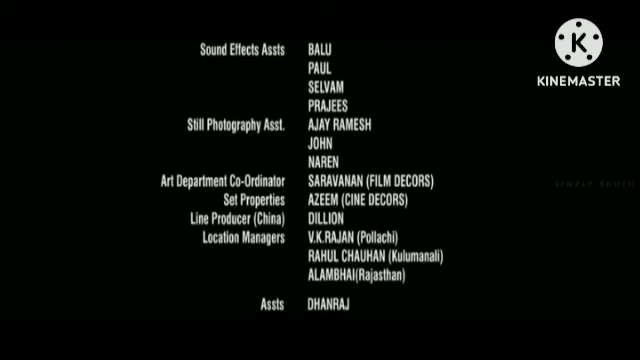 Sound Effects Assts BALU
PAUL
SELVAM
PRAJEES
Still Photography Asst. AJAY RAMESH
JOHN
NAREN
Art Department Co-Ordinator SARAVANAN (FILM DECORS)
Set Properties AZEEM (CINE DECORS)
Line Producer (China) DILLION
Location Managers V.K.RAJAN (Pollachi)
RAHUL CHAUHAN (Kulumanali)
ALAMBHAI(Rajasthan)
Assts DHANRAJ
K
KINEMASTER
SIMPLY SOUTH